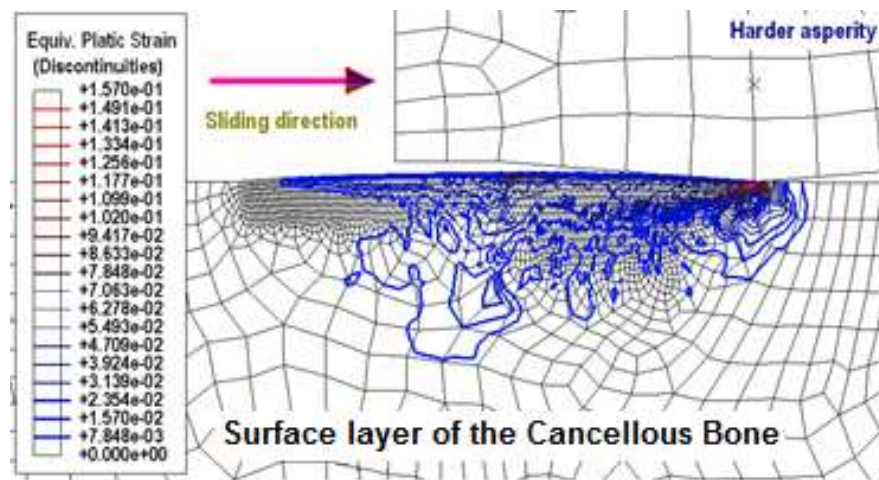 Equiv. Platic Strain
(Discontinuities)
+1.570e-01
+1.491e-01
+1.413e-01
+1.334e-01
+1.256e-01
+1.177e-01
+1.099e-01
+1.020e-01
+9.417e-02
+8.633e-02
+7.848e-02
+7.063e-02
+6.278e-02
+5.493e-02
+4.709e-02
+3.924e-02
+3.139e-02
+2.354e-02
+1.570e-02
+7.848e-03
+0.000e+00
Sliding direction
Harder asperity
Surface layer of the Cancellous Bone